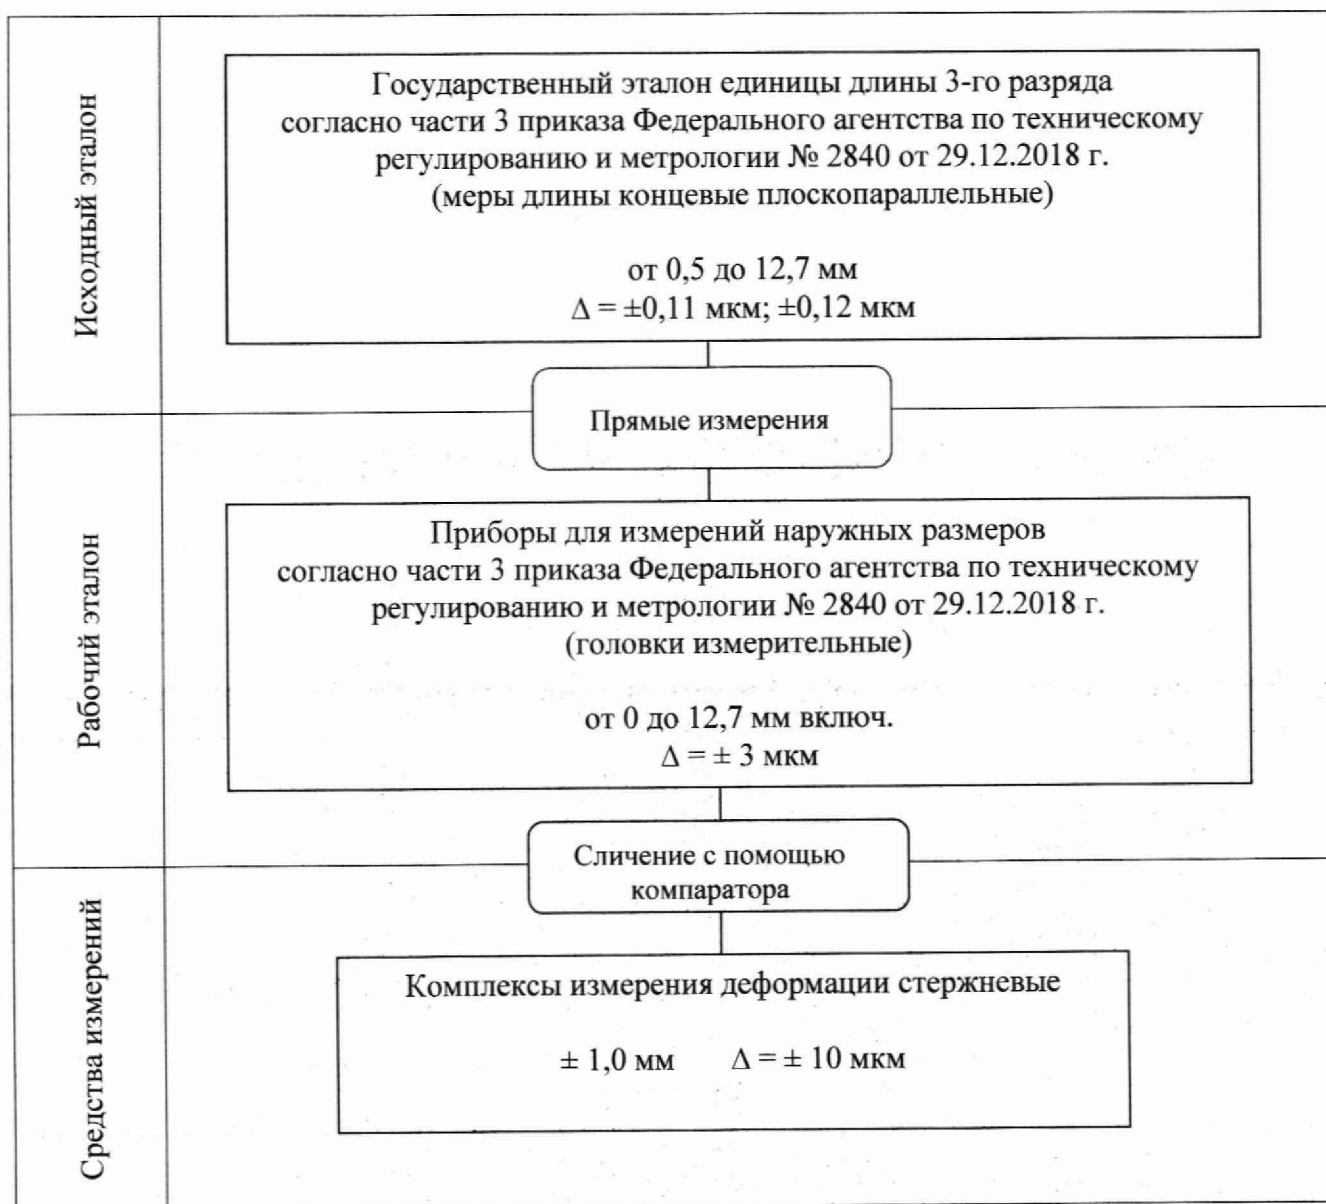 Исходный эталон
Государственный эталон единицы длины 3-го разряда
согласно части 3 приказа Федерального агентства по техническому
регулированию и метрологии № 2840 от 29.12.2018 г.
(меры длины концевые плоскопараллельные)
от 0,5 до 12,7 мм
Δ = ±0,11 мкм; ±0,12 мкм
Прямые измерения
Рабочий эталон
Приборы для измерений наружных размеров
согласно части 3 приказа Федерального агентства по техническому
регулированию и метрологии № 2840 от 29.12.2018 г.
(головки измерительные)
от 0 до 12,7 мм включ.
Δ = ± 3 мкм
Сличение с помощью
компаратора
Средства измерений
Комплексы измерения деформации стержневые
± 1,0 мм Δ = ± 10 мкм